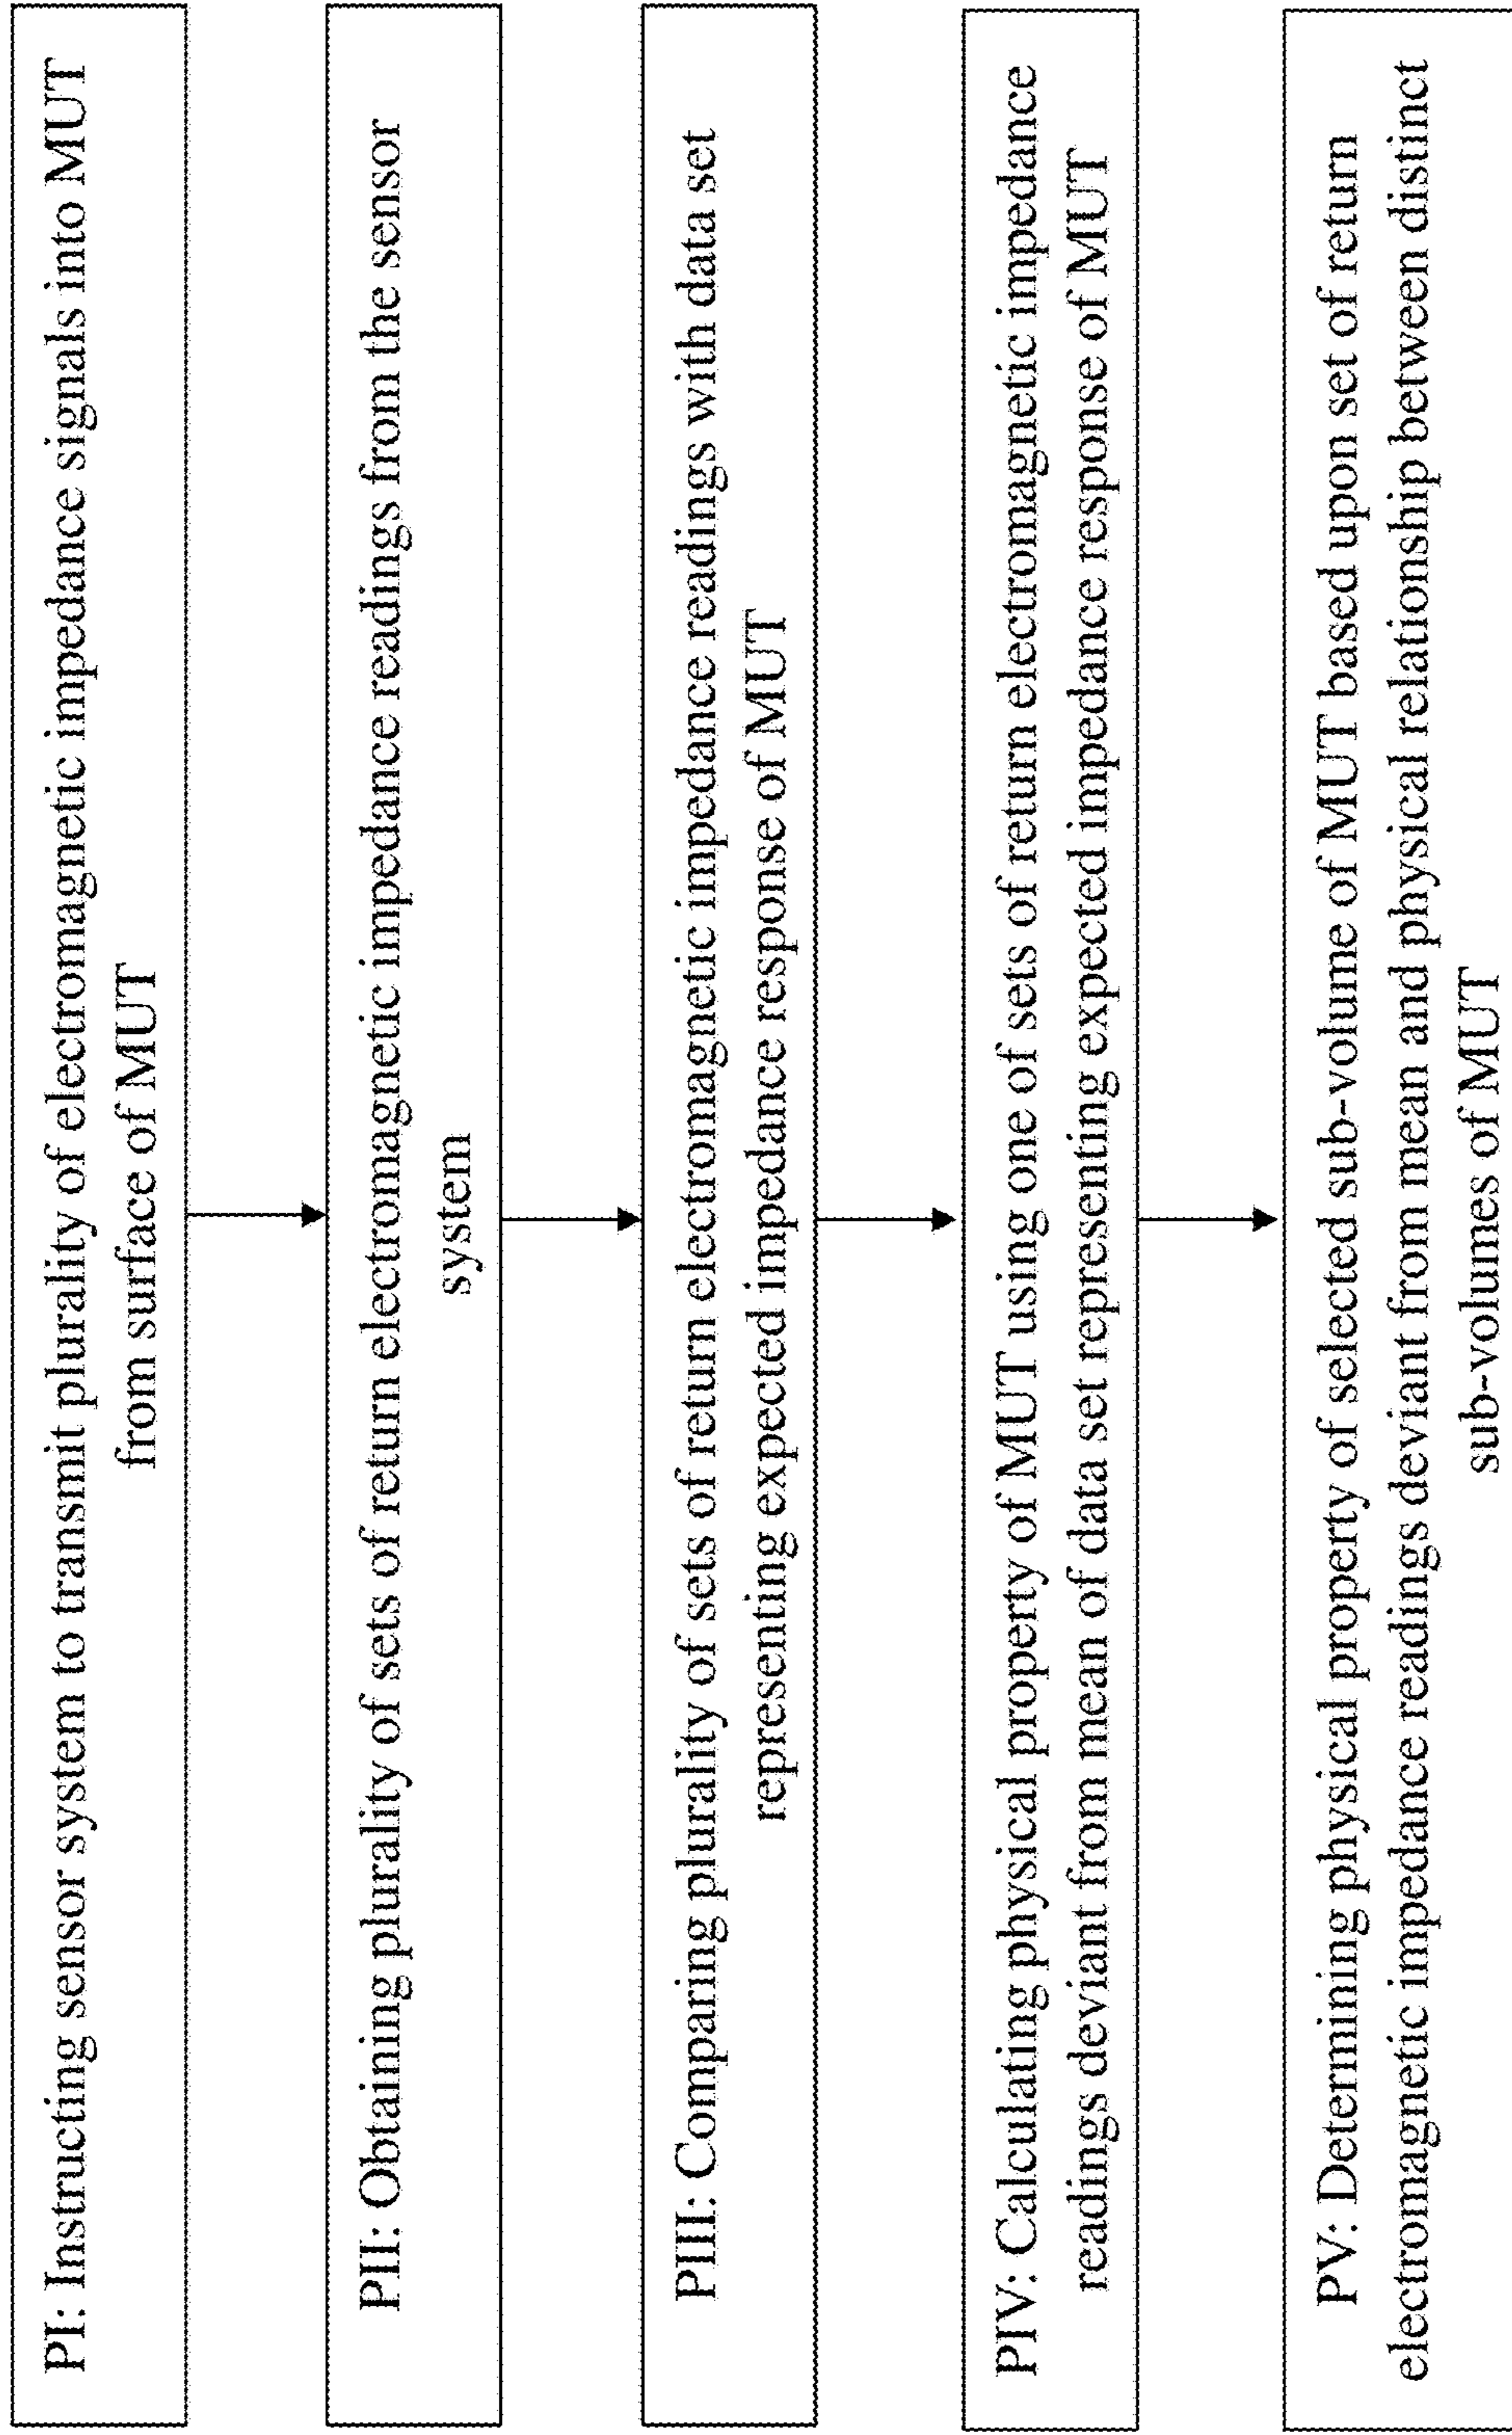 PI: Instructing sensor system to transmit plurality of electromagnetic impedance signals into MUT
from surface of MUT
PII: Obtaining plurality of sets of return electromagnetic impedance readings from the sensor
system
PIII: Comparing plurality of sets of return electromagnetic impedance readings with data set
representing expected impedance response of MUT
PIV: Calculating physical property of MUT using one of sets of return electromagnetic impedance
readings deviant from mean of data set representing expected impedance response of MUT
PV: Determining physical property of selected sub-volume of MUT based upon set of return
electromagnetic impedance readings deviant from mean and physical relationship between distinct
sub-volumes of MUT